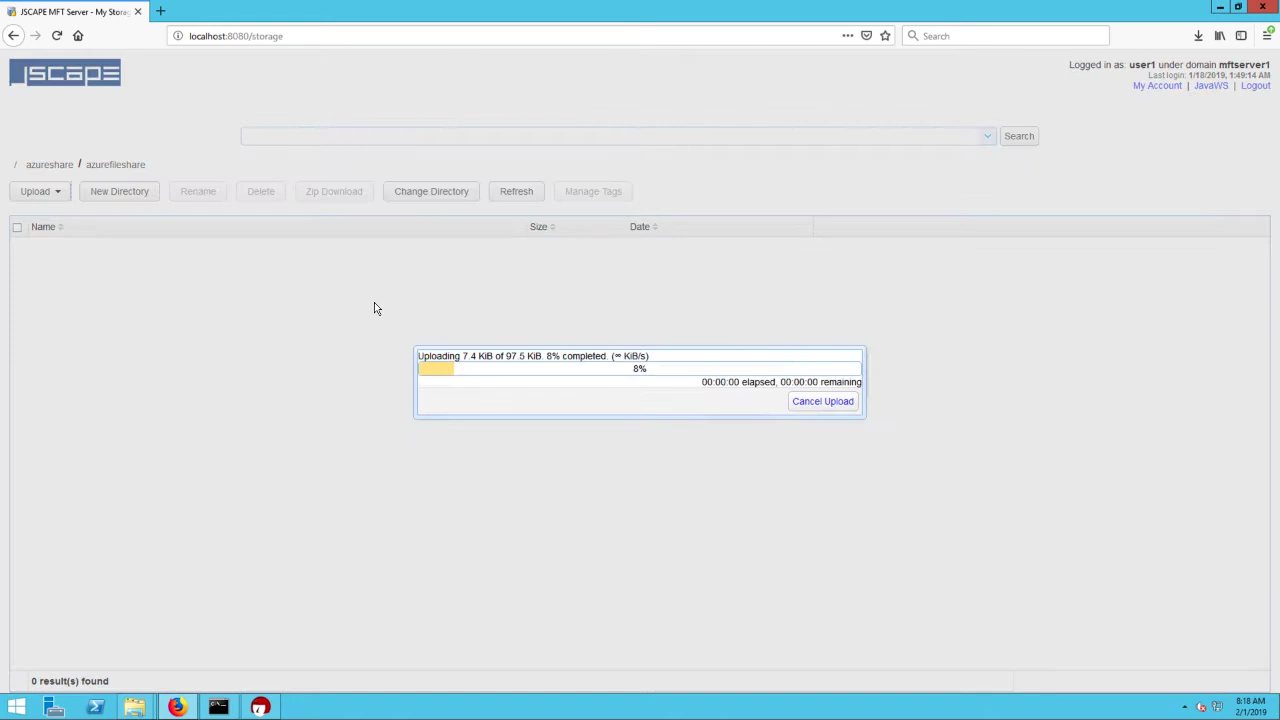 JSCAPE MFT Server - My Storag
localhost:8080/storage
Search
JSCAPE
Logged in as: user1 under domain mftserver1
Last login: 1/18/2019, 1:49:14 AM
My Account | JavaWS | Logout
Search
/ azureshare / azurefileshare
Upload New Directory Rename Delete Zip Download Change Directory Refresh Manage Tags
Name Size Date
Uploading 7.4 KiB of 97.5 KiB. 8% completed. (∞ KiB/s)
8%
00:00:00 elapsed, 00:00:00 remaining
Cancel Upload
0 result(s) found
8:18 AM
2/1/2019